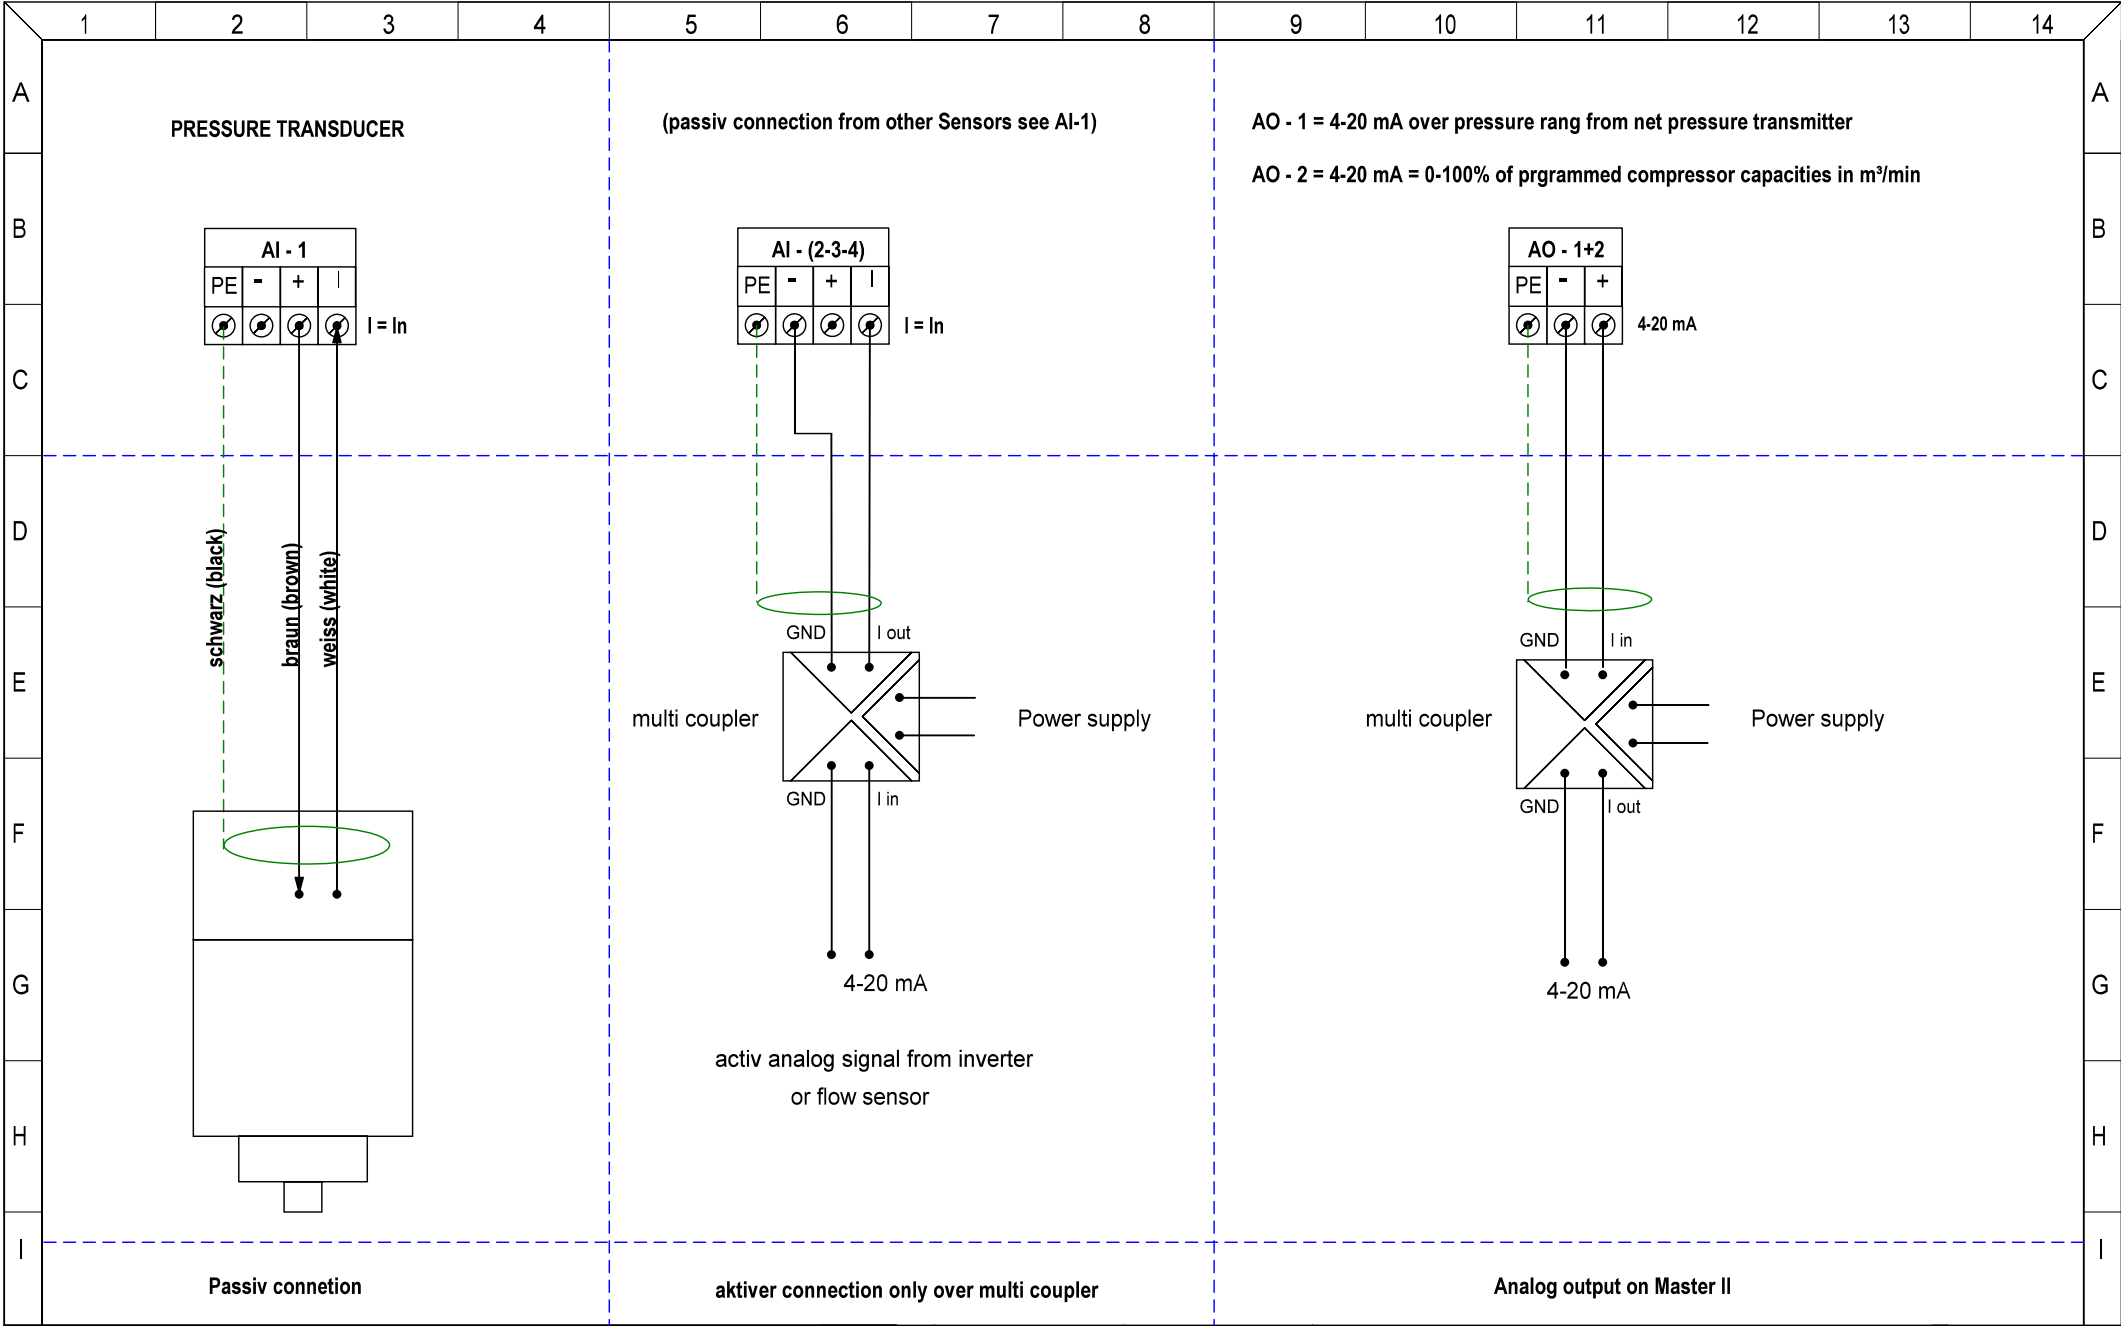 1 2 3 4 5 6 7 8 9 10 11 12 13 14
A A
PRESSURE TRANSDUCER
(passiv connection from other Sensors see AI-1)
AO - 1 = 4-20 mA over pressure rang from net pressure transmitter
AO - 2 = 4-20 mA = 0-100% of prgrammed compressor capacities in m³/min
B B
AI - 1
PE - + I
I = In
AI - (2-3-4)
PE - + I
I = In
AO - 1+2
PE - +
4-20 mA
C C
D D
schwarz (black)
braun (brown)
weiss (white)
GND I out
GND I in
E E
multi coupler
Power supply
multi coupler
Power supply
GND I in
GND I out
F F
G G
4-20 mA
4-20 mA
activ analog signal from inverter
or flow sensor
H H
I I
Passiv connetion
aktiver connection only over multi coupler
Analog output on Master II